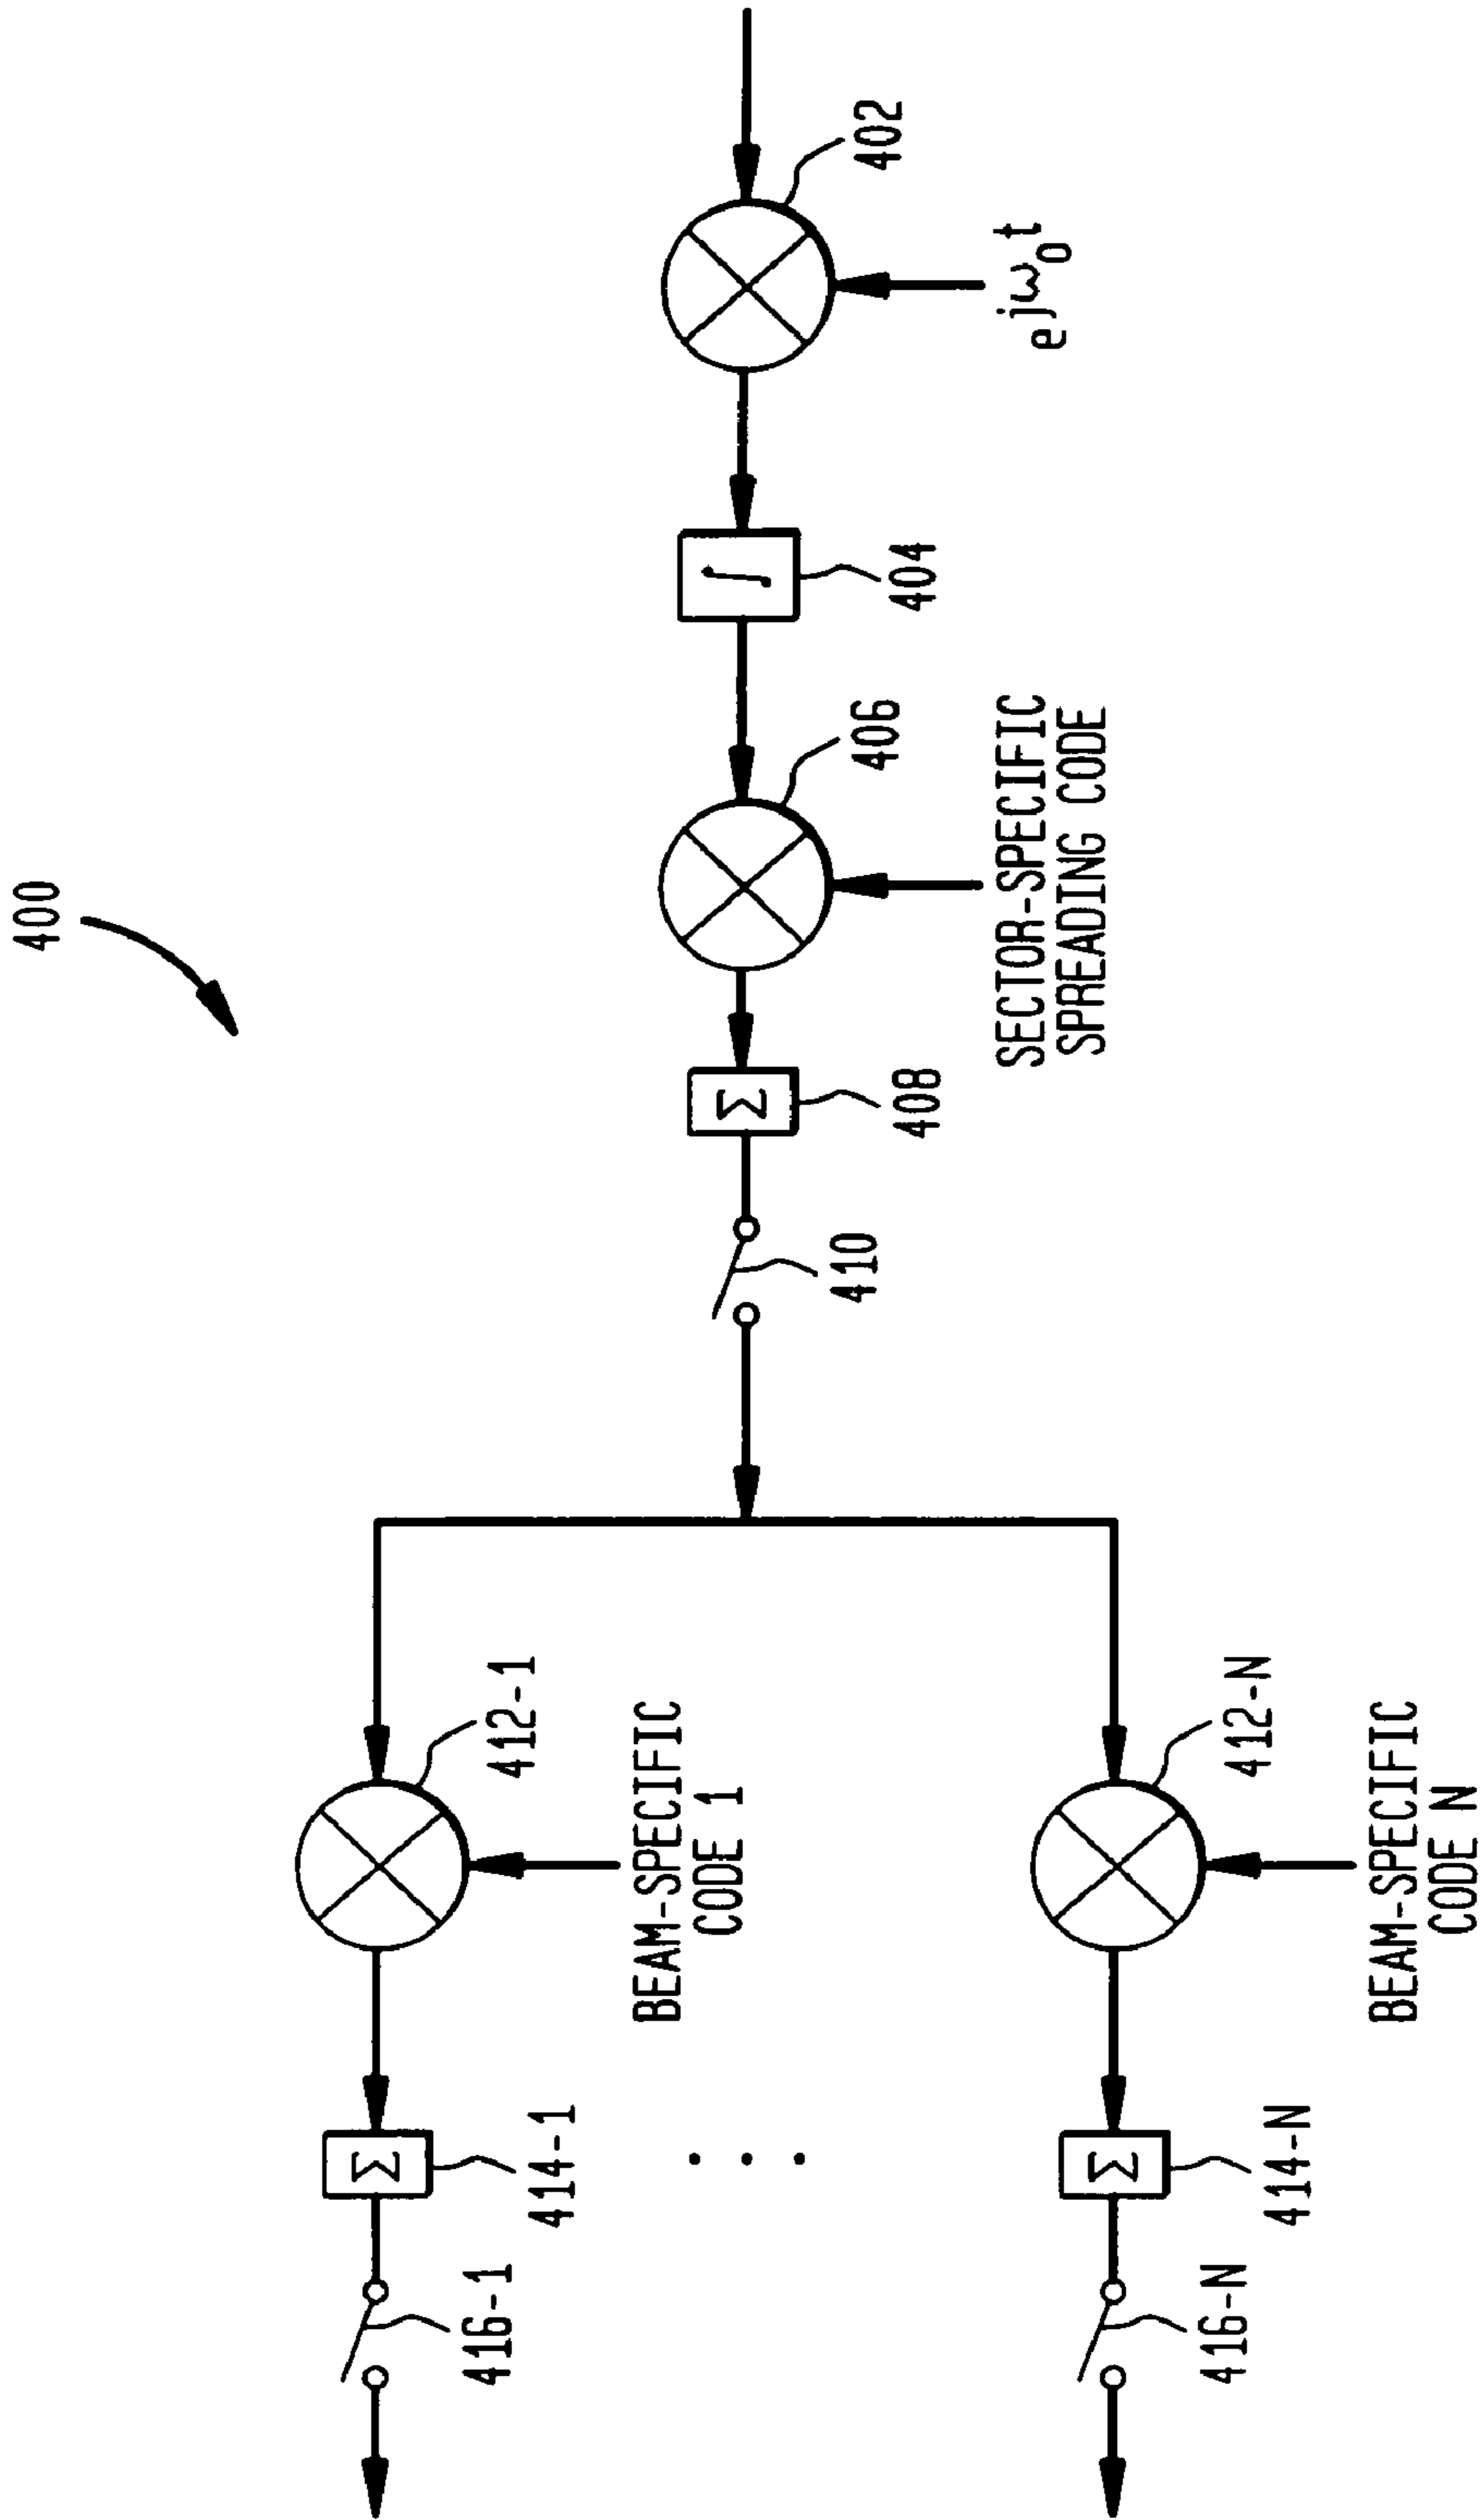 400
402
e^jω₀t
404
406
SECTOR-SPECIFIC
SPREADING CODE
∫
408
Σ
410
412-1
BEAM-SPECIFIC
CODE 1
414-1
Σ
416-1
. . .
412-N
BEAM-SPECIFIC
CODE N
414-N
Σ
416-N